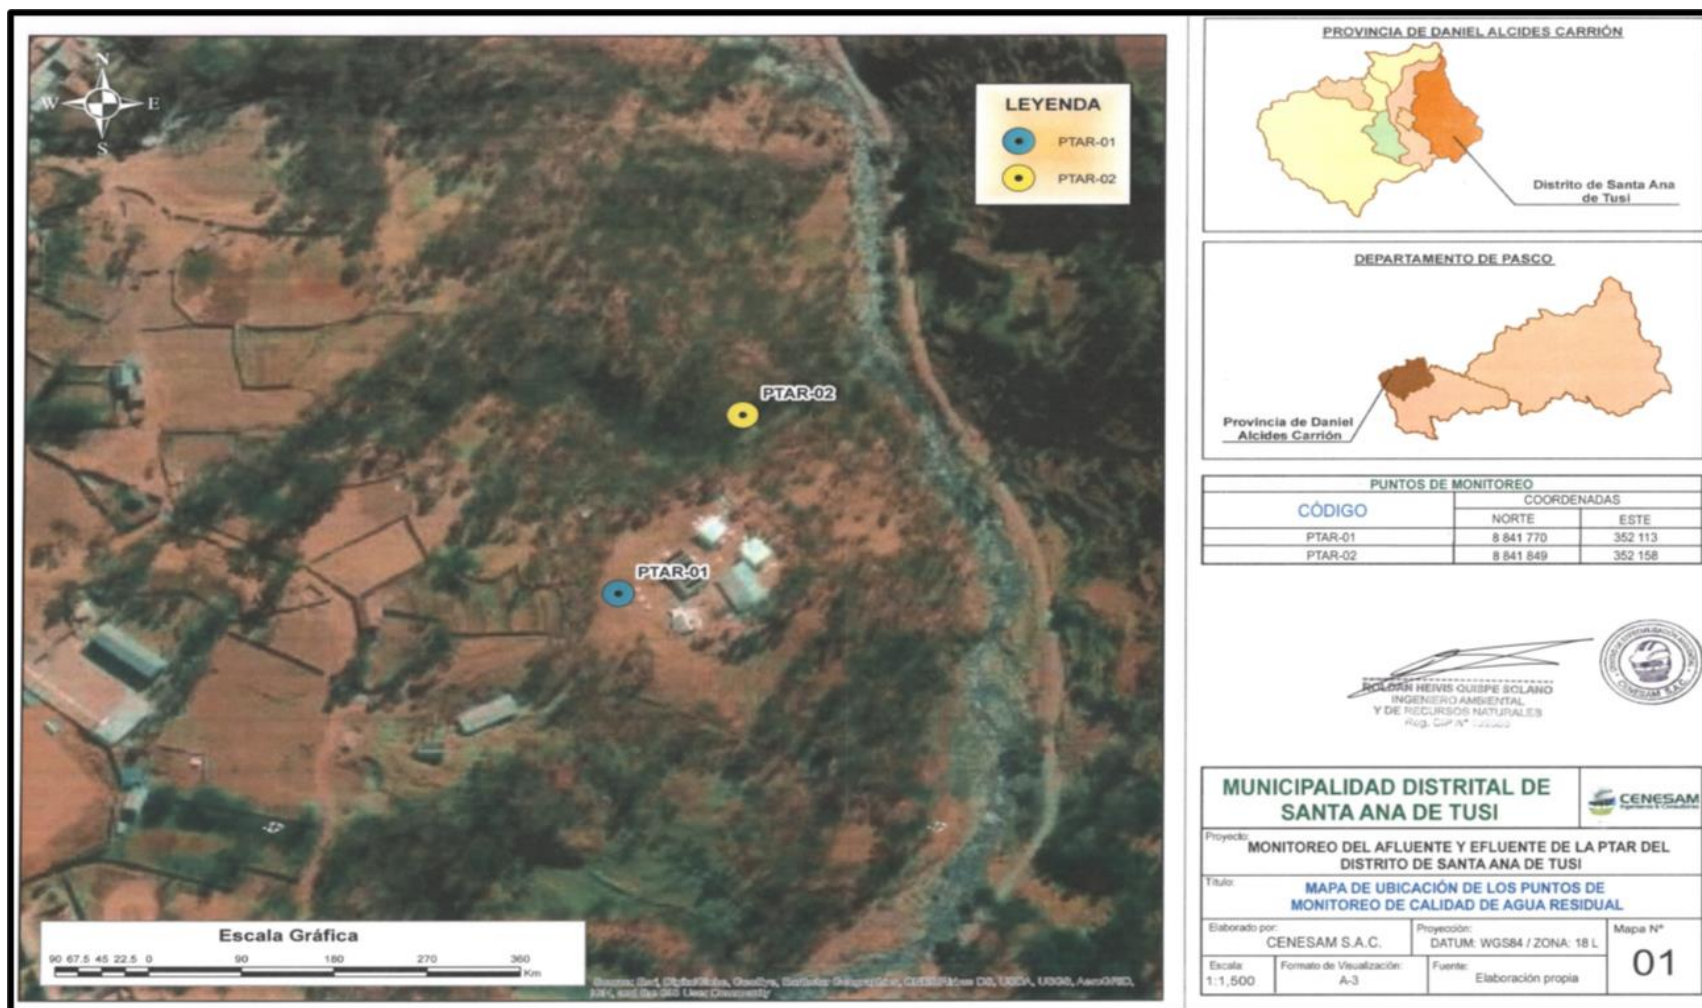 N
W
E
S
LEYENDA
PTAR-01
PTAR-02
PTAR-02
PTAR-01
Escala Gráfica
90 67.5 45 22.5 0 90 180 270 360
Km
PROVINCIA DE DANIEL ALCIDES CARRIÓN
Distrito de Santa Ana
de Tusi
DEPARTAMENTO DE PASCO
Provincia de Daniel
Alcides Carrión
PUNTOS DE MONITOREO
CÓDIGO
COORDENADAS
NORTE ESTE
PTAR-01 8 841 770 352 113
PTAR-02 8 841 849 352 158
ROLDAN HEIVIS QUISPE SOLANO
INGENIERO AMBIENTAL
Y DE RECURSOS NATURALES
Reg. CIP N°
CENESAM S.A.C.
MUNICIPALIDAD DISTRITAL DE
SANTA ANA DE TUSI
CENESAM
Proyecto:
MONITOREO DEL AFLUENTE Y EFLUENTE DE LA PTAR DEL
DISTRITO DE SANTA ANA DE TUSI
Título:
MAPA DE UBICACIÓN DE LOS PUNTOS DE
MONITOREO DE CALIDAD DE AGUA RESIDUAL
Elaborado por:
CENESAM S.A.C.
Proyección:
DATUM: WGS84 / ZONA: 18 L
Mapa N°
01
Escala:
1:1,500
Formato de Visualización:
A-3
Fuente:
Elaboración propia